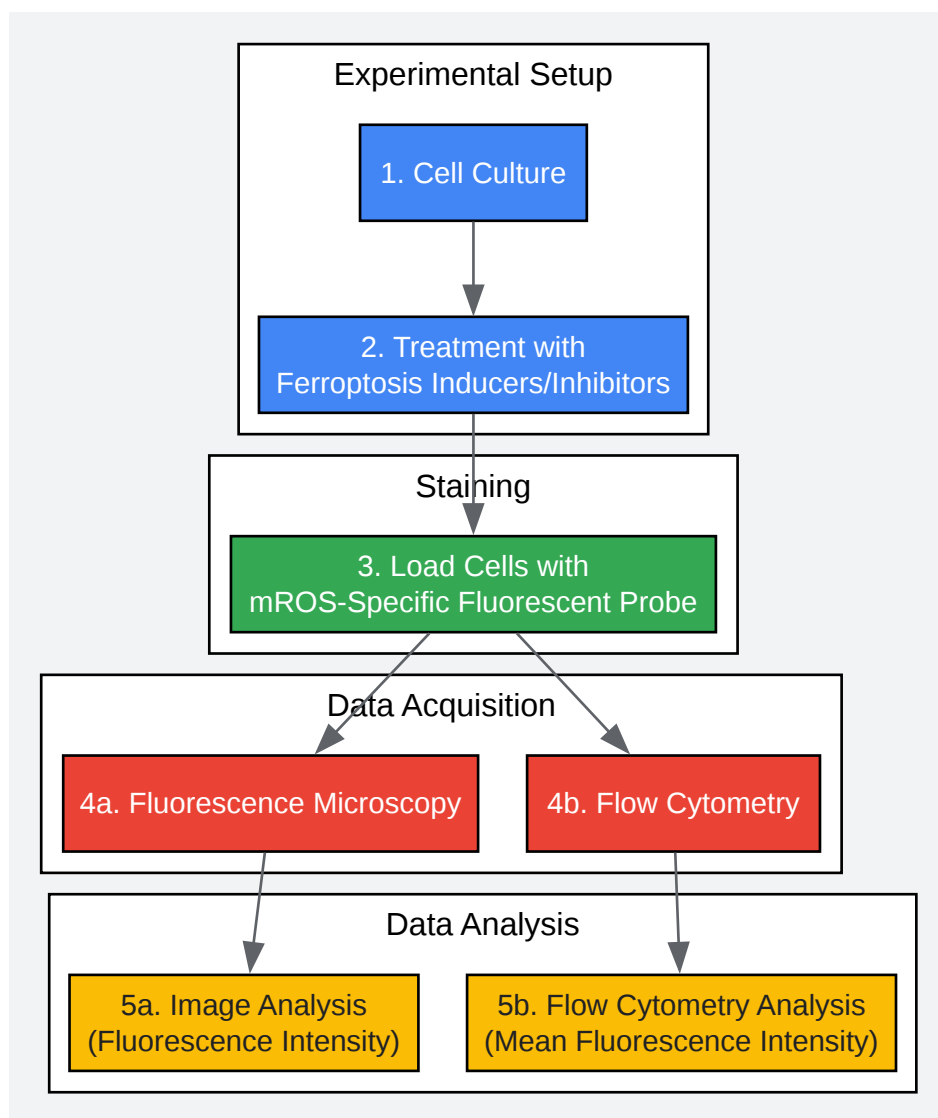 Experimental Setup
1. Cell Culture
2. Treatment with
Ferroptosis Inducers/Inhibitors
Staining
3. Load Cells with
mROS-Specific Fluorescent Probe
Data Acquisition
4a. Fluorescence Microscopy
4b. Flow Cytometry
Data Analysis
5a. Image Analysis
(Fluorescence Intensity)
5b. Flow Cytometry Analysis
(Mean Fluorescence Intensity)